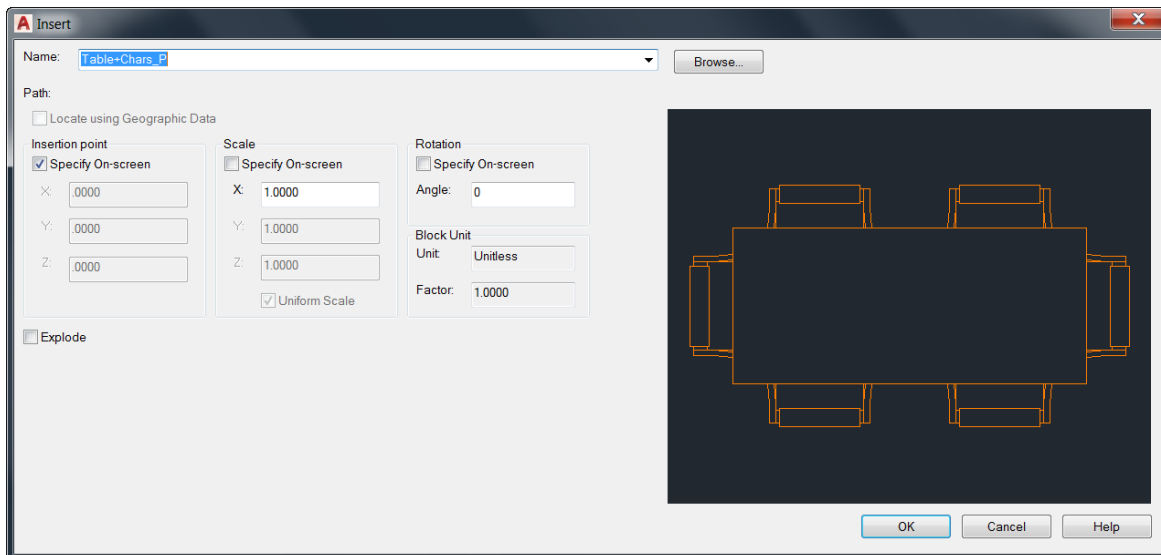 A Insert
Name: Table+Chars_P Browse...
Path:
Locate using Geographic Data
Insertion point
Specify On-screen
X: .0000
Y: .0000
Z: .0000
Scale
Specify On-screen
X: 1.0000
Y: 1.0000
Z: 1.0000
Uniform Scale
Rotation
Specify On-screen
Angle: 0
Block Unit
Unit: Unitless
Factor: 1.0000
Explode
OK Cancel Help